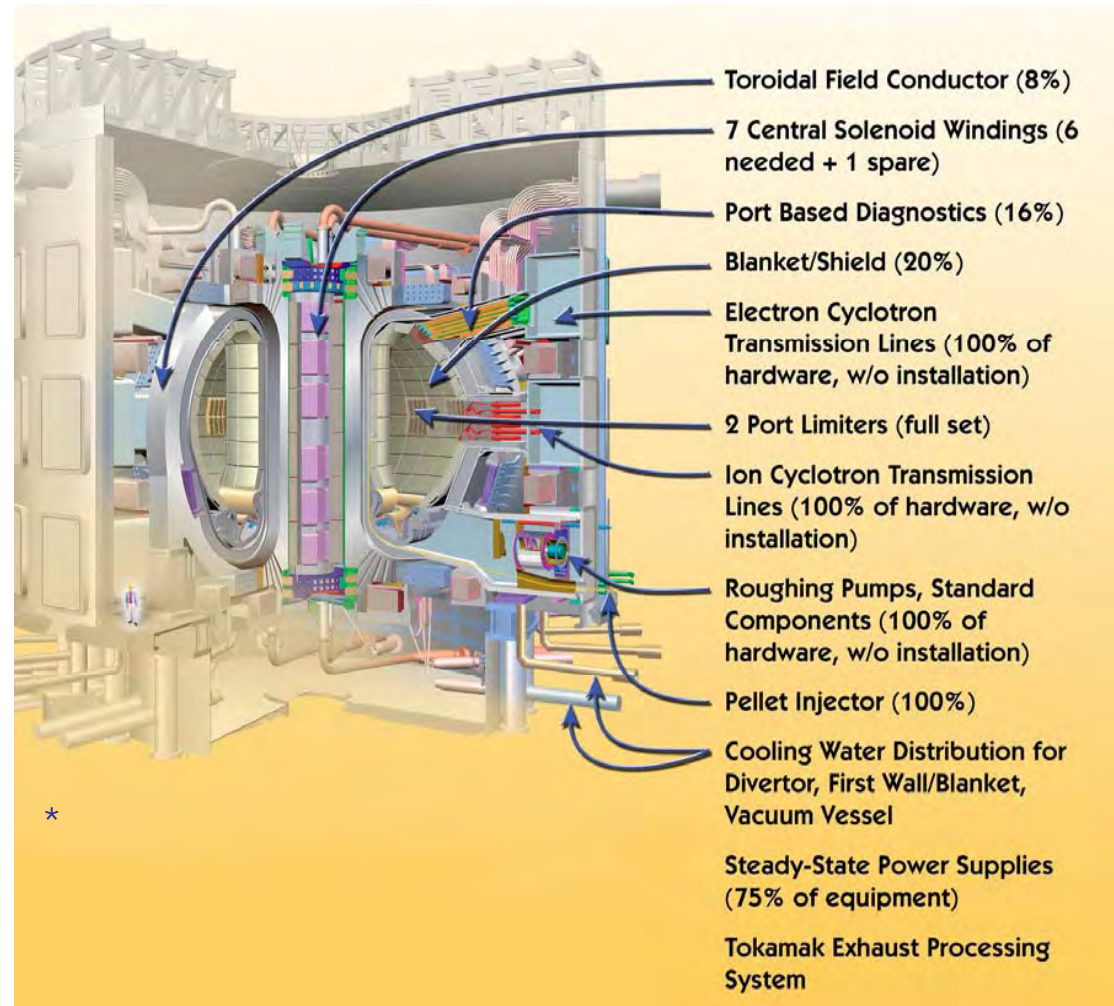 Toroidal Field Conductor (8%)
7 Central Solenoid Windings (6
needed + 1 spare)
Port Based Diagnostics (16%)
Blanket/Shield (20%)
Electron Cyclotron
Transmission Lines (100% of
hardware, w/o installation)
2 Port Limiters (full set)
Ion Cyclotron Transmission
Lines (100% of hardware, w/o
installation)
Roughing Pumps, Standard
Components (100% of
hardware, w/o installation)
Pellet Injector (100%)
Cooling Water Distribution for
Divertor, First Wall/Blanket,
Vacuum Vessel
*
Steady-State Power Supplies
(75% of equipment)
Tokamak Exhaust Processing
System